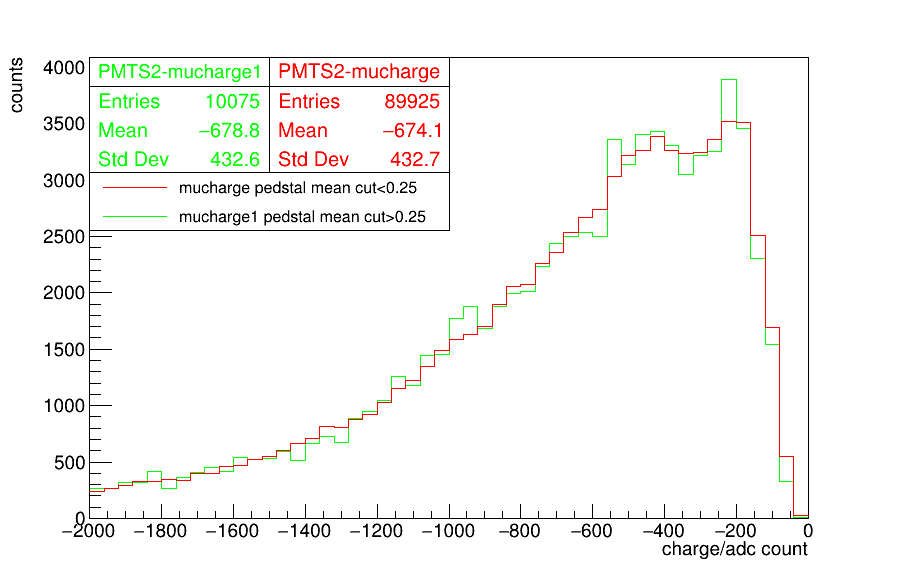 counts
4000
3500
3000
2500
2000
1500
1000
500
0
PMTS2-mucharge1
Entries 10075
Mean −678.8
Std Dev 432.6
PMTS2-mucharge
Entries 89925
Mean −674.1
Std Dev 432.7
mucharge pedstal mean cut<0.25
mucharge1 pedstal mean cut>0.25
−2000 −1800 −1600 −1400 −1200 −1000 −800 −600 −400 −200 0
charge/adc count